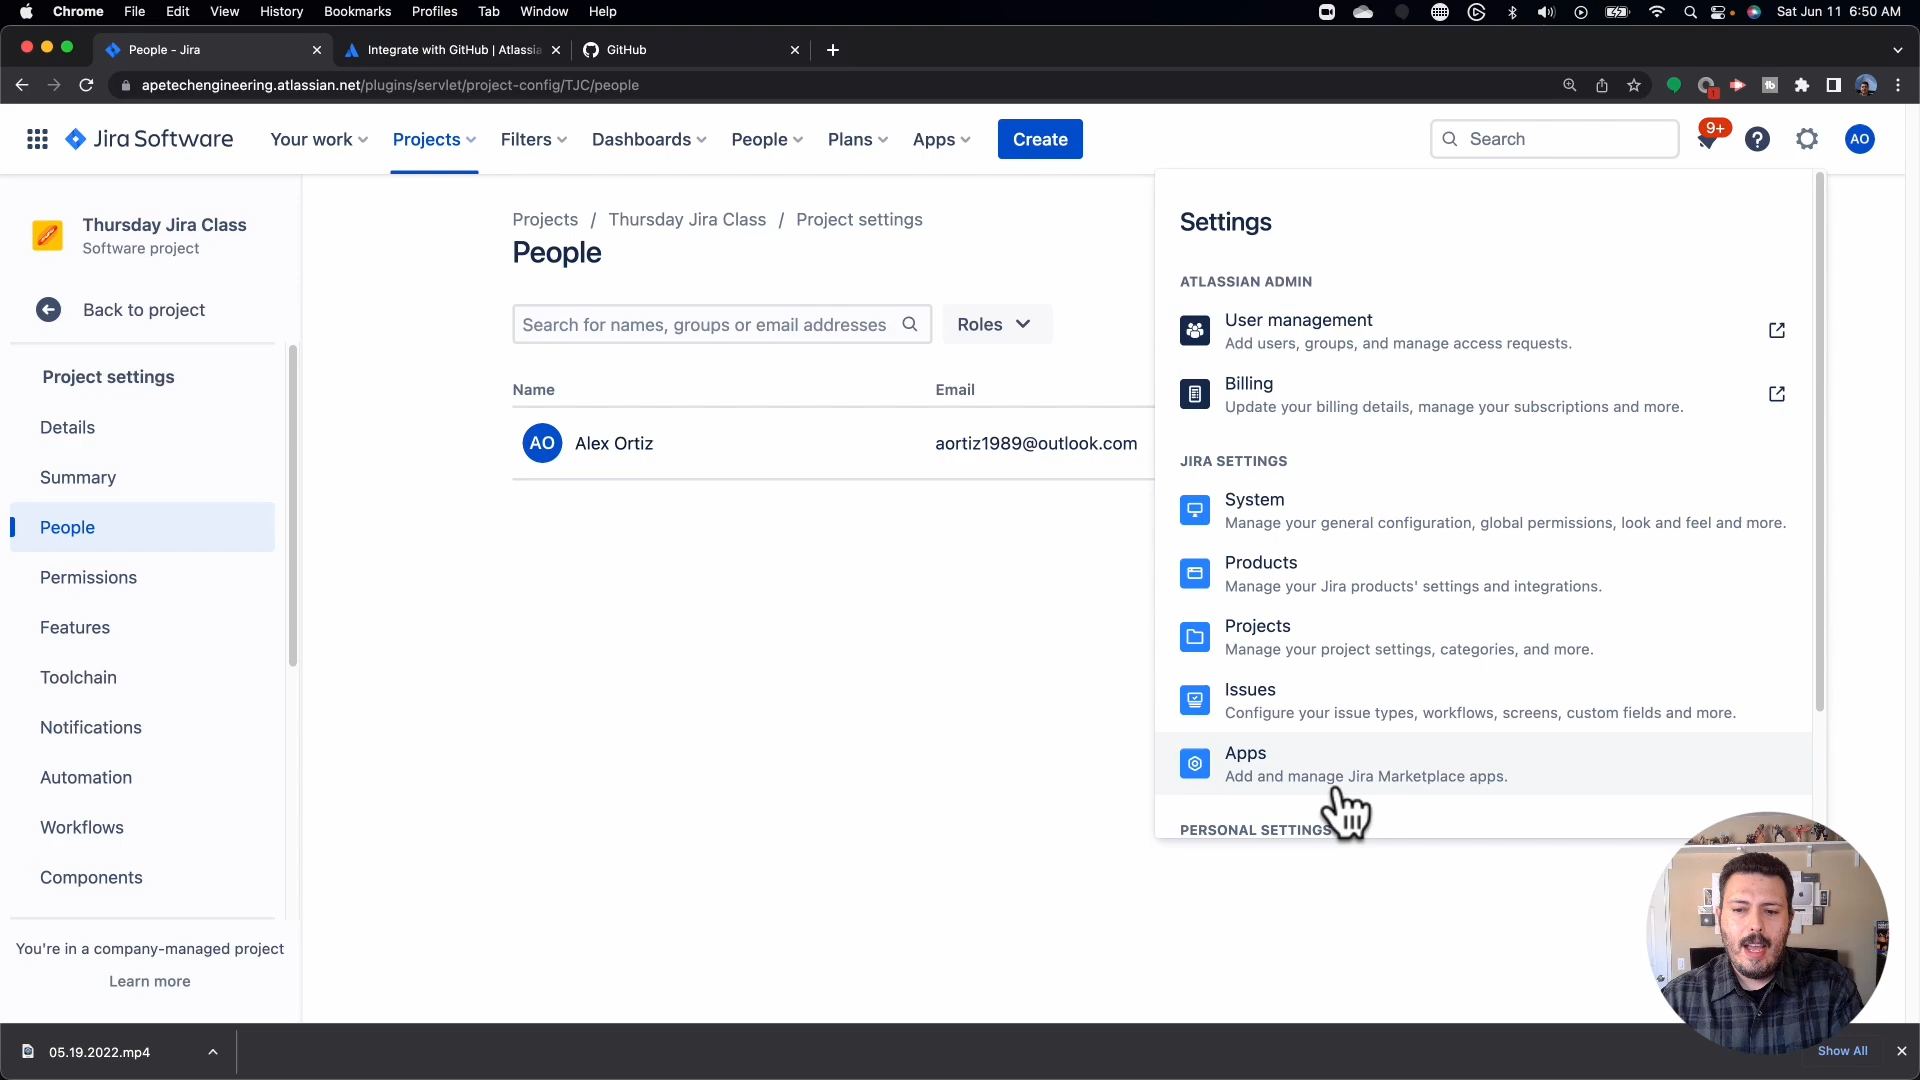 Chrome File Edit View History Bookmarks Profiles Tab Window Help Sat Jun 11 6:50 AM
People - Jira
Integrate with GitHub | Atlassia
GitHub
apetechengineering.atlassian.net/plugins/servlet/project-config/TJC/people
1
Jira Software
Your work
Projects
Filters
Dashboards
People
Plans
Apps
Create
Search
9+
AO
Thursday Jira Class
Software project
Back to project
Project settings
Details
Summary
People
Permissions
Features
Toolchain
Notifications
Automation
Workflows
Components
You're in a company-managed project
Learn more
Projects / Thursday Jira Class / Project settings
People
Search for names, groups or email addresses
Roles
Name Email
AO Alex Ortiz aortiz1989@outlook.com
Settings
ATLASSIAN ADMIN
User management
Add users, groups, and manage access requests.
Billing
Update your billing details, manage your subscriptions and more.
JIRA SETTINGS
System
Manage your general configuration, global permissions, look and feel and more.
Products
Manage your Jira products' settings and integrations.
Projects
Manage your project settings, categories, and more.
Issues
Configure your issue types, workflows, screens, custom fields and more.
Apps
Add and manage Jira Marketplace apps.
PERSONAL SETTINGS
05.19.2022.mp4
Show All